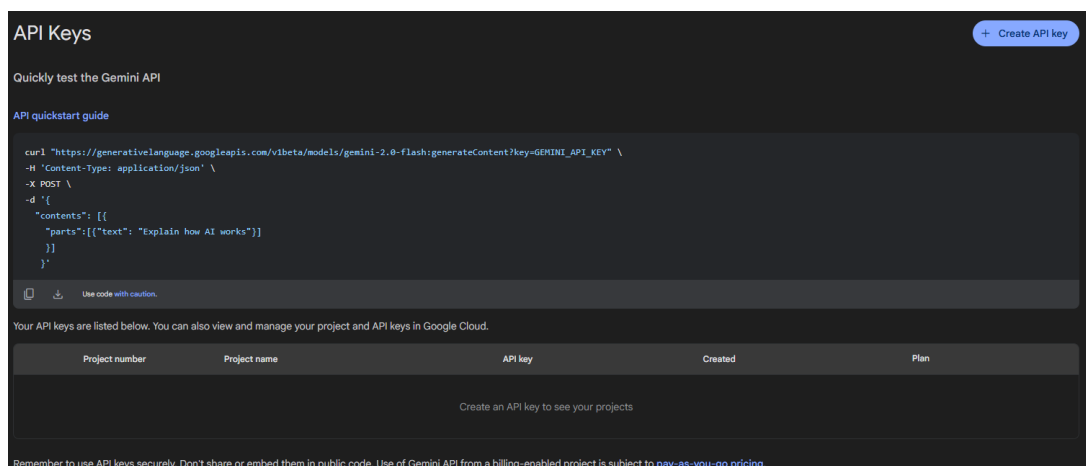 API Keys
+ Create API key
Quickly test the Gemini API
API quickstart guide
curl "https://generativelanguage.googleapis.com/v1beta/models/gemini-2.0-flash:generateContent?key=GEMINI_API_KEY" \
-H 'Content-Type: application/json' \
-X POST \
-d '{
"contents": [{
"parts":[{"text": "Explain how AI works"}]
}]
}'
Use code with caution.
Your API keys are listed below. You can also view and manage your project and API keys in Google Cloud.
Project number Project name API key Created Plan
Create an API key to see your projects
Remember to use API keys securely. Don't share or embed them in public code. Use of Gemini API from a billing-enabled project is subject to pay-as-you-go pricing.